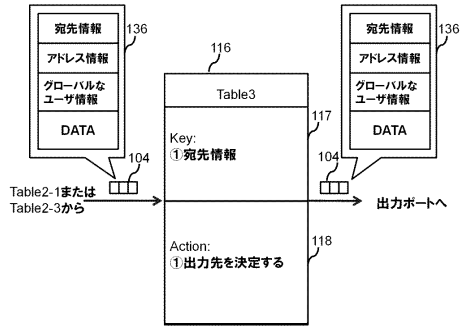 136
宛先情報
アドレス情報
グローバルな
ユーザ情報
DATA
104
Table2-1または
Table2-3から
116
Table3
117
Key:
①宛先情報
Action:
①出力先を決定する
118
136
宛先情報
アドレス情報
グローバルな
ユーザ情報
DATA
104
出力ポートへ